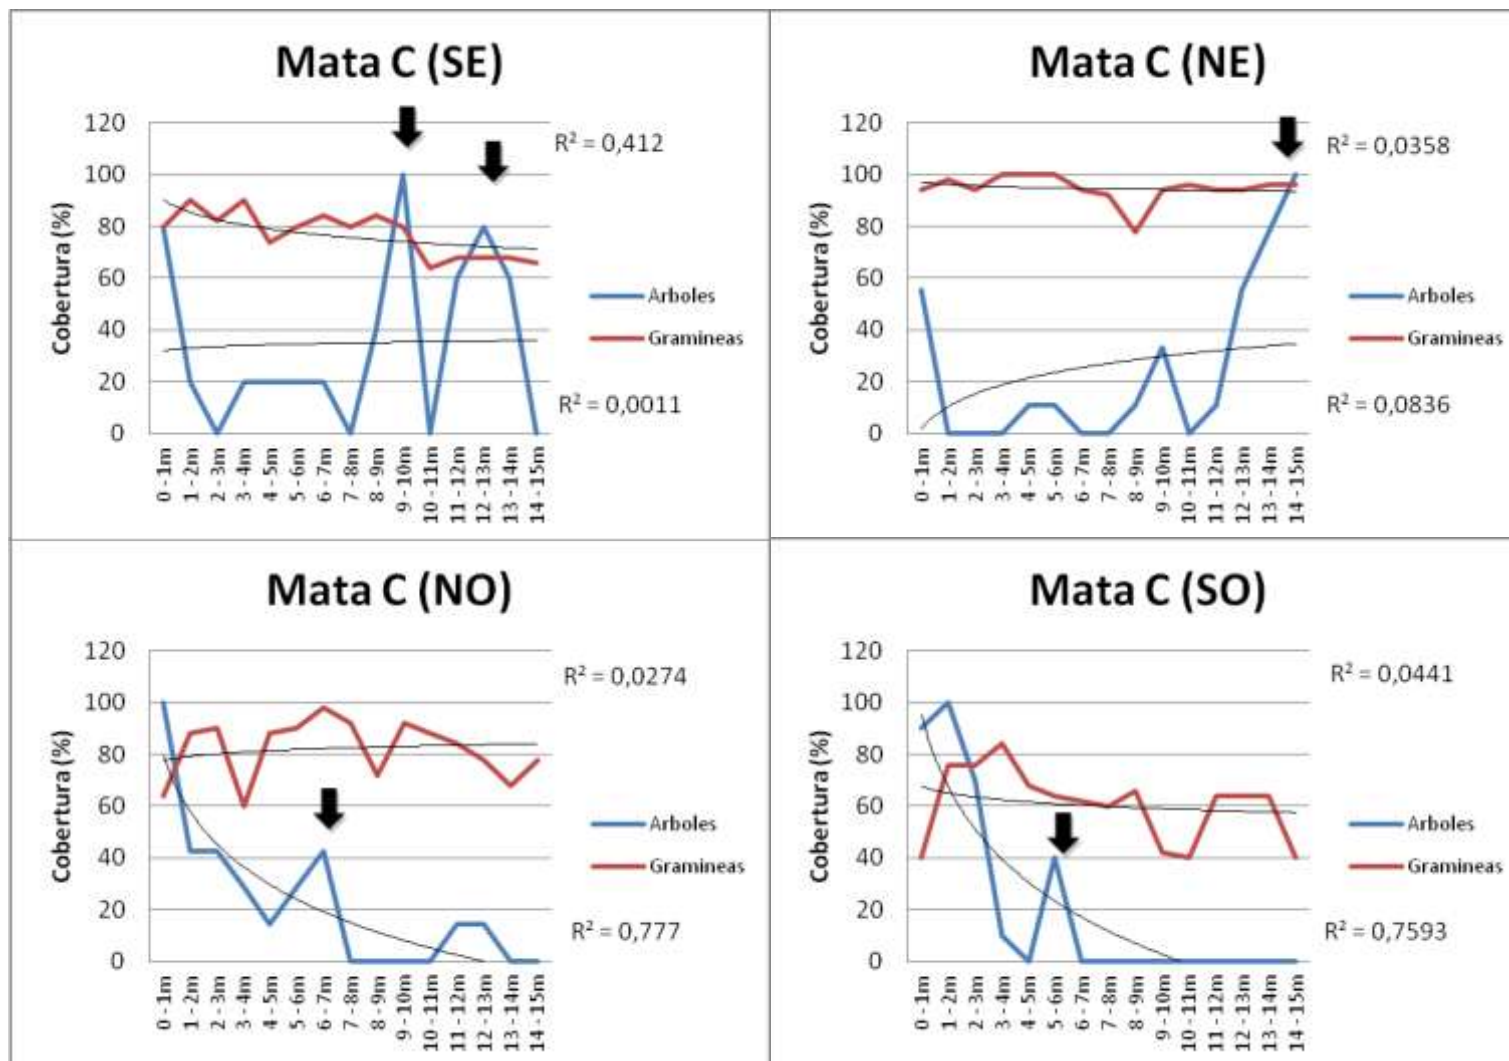 Mata C (SE)
Cobertura (%)
120
100
80
60
40
20
0
0 - 1m
1 - 2m
2 - 3m
3 - 4m
4 - 5m
5 - 6m
6 - 7m
7 - 8m
8 - 9m
9 - 10m
10 - 11m
11 - 12m
12 - 13m
13 - 14m
14 - 15m
R² = 0,412
Arboles
Gramineas
R² = 0,0011
Mata C (NE)
Cobertura (%)
120
100
80
60
40
20
0
0 - 1m
1 - 2m
2 - 3m
3 - 4m
4 - 5m
5 - 6m
6 - 7m
7 - 8m
8 - 9m
9 - 10m
10 - 11m
11 - 12m
12 - 13m
13 - 14m
14 - 15m
R² = 0,0358
Arboles
Gramineas
R² = 0,0836
Mata C (NO)
Cobertura (%)
120
100
80
60
40
20
0
0 - 1m
1 - 2m
2 - 3m
3 - 4m
4 - 5m
5 - 6m
6 - 7m
7 - 8m
8 - 9m
9 - 10m
10 - 11m
11 - 12m
12 - 13m
13 - 14m
14 - 15m
R² = 0,0274
Arboles
Gramineas
R² = 0,777
Mata C (SO)
Cobertura (%)
120
100
80
60
40
20
0
0 - 1m
1 - 2m
2 - 3m
3 - 4m
4 - 5m
5 - 6m
6 - 7m
7 - 8m
8 - 9m
9 - 10m
10 - 11m
11 - 12m
12 - 13m
13 - 14m
14 - 15m
R² = 0,0441
Arboles
Gramineas
R² = 0,7593